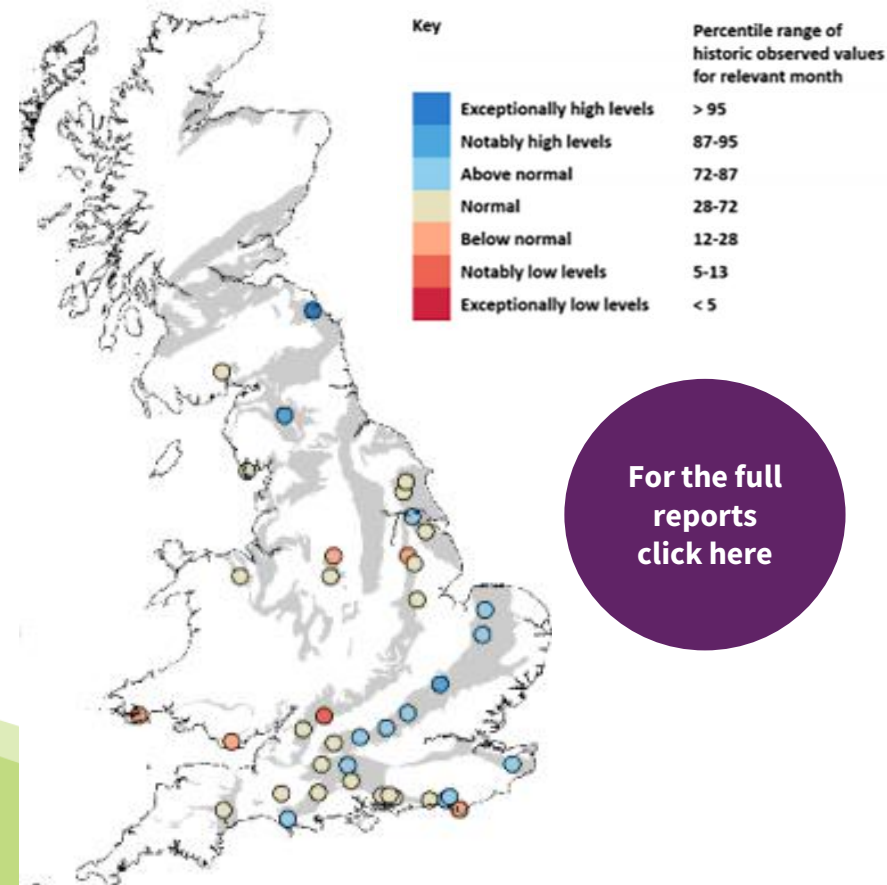 Key
Percentile range of
historic observed values
for relevant month
Exceptionally high levels > 95
Notably high levels 87-95
Above normal 72-87
Normal 28-72
Below normal 12-28
Notably low levels 5-13
Exceptionally low levels < 5
For the full
reports
click here